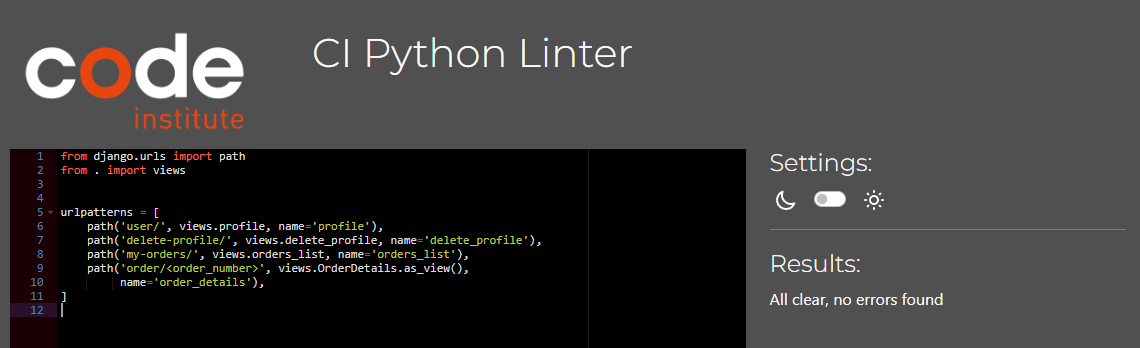 code
institute
CI Python Linter
1 from django.urls import path
2 from . import views
3
4
5 urlpatterns = [
6     path('user/', views.profile, name='profile'),
7     path('delete-profile/', views.delete_profile, name='delete_profile'),
8     path('my-orders/', views.orders_list, name='orders_list'),
9     path('order/<order_number>', views.OrderDetails.as_view(),
10         name='order_details'),
11 ]
12
Settings:
Results:
All clear, no errors found